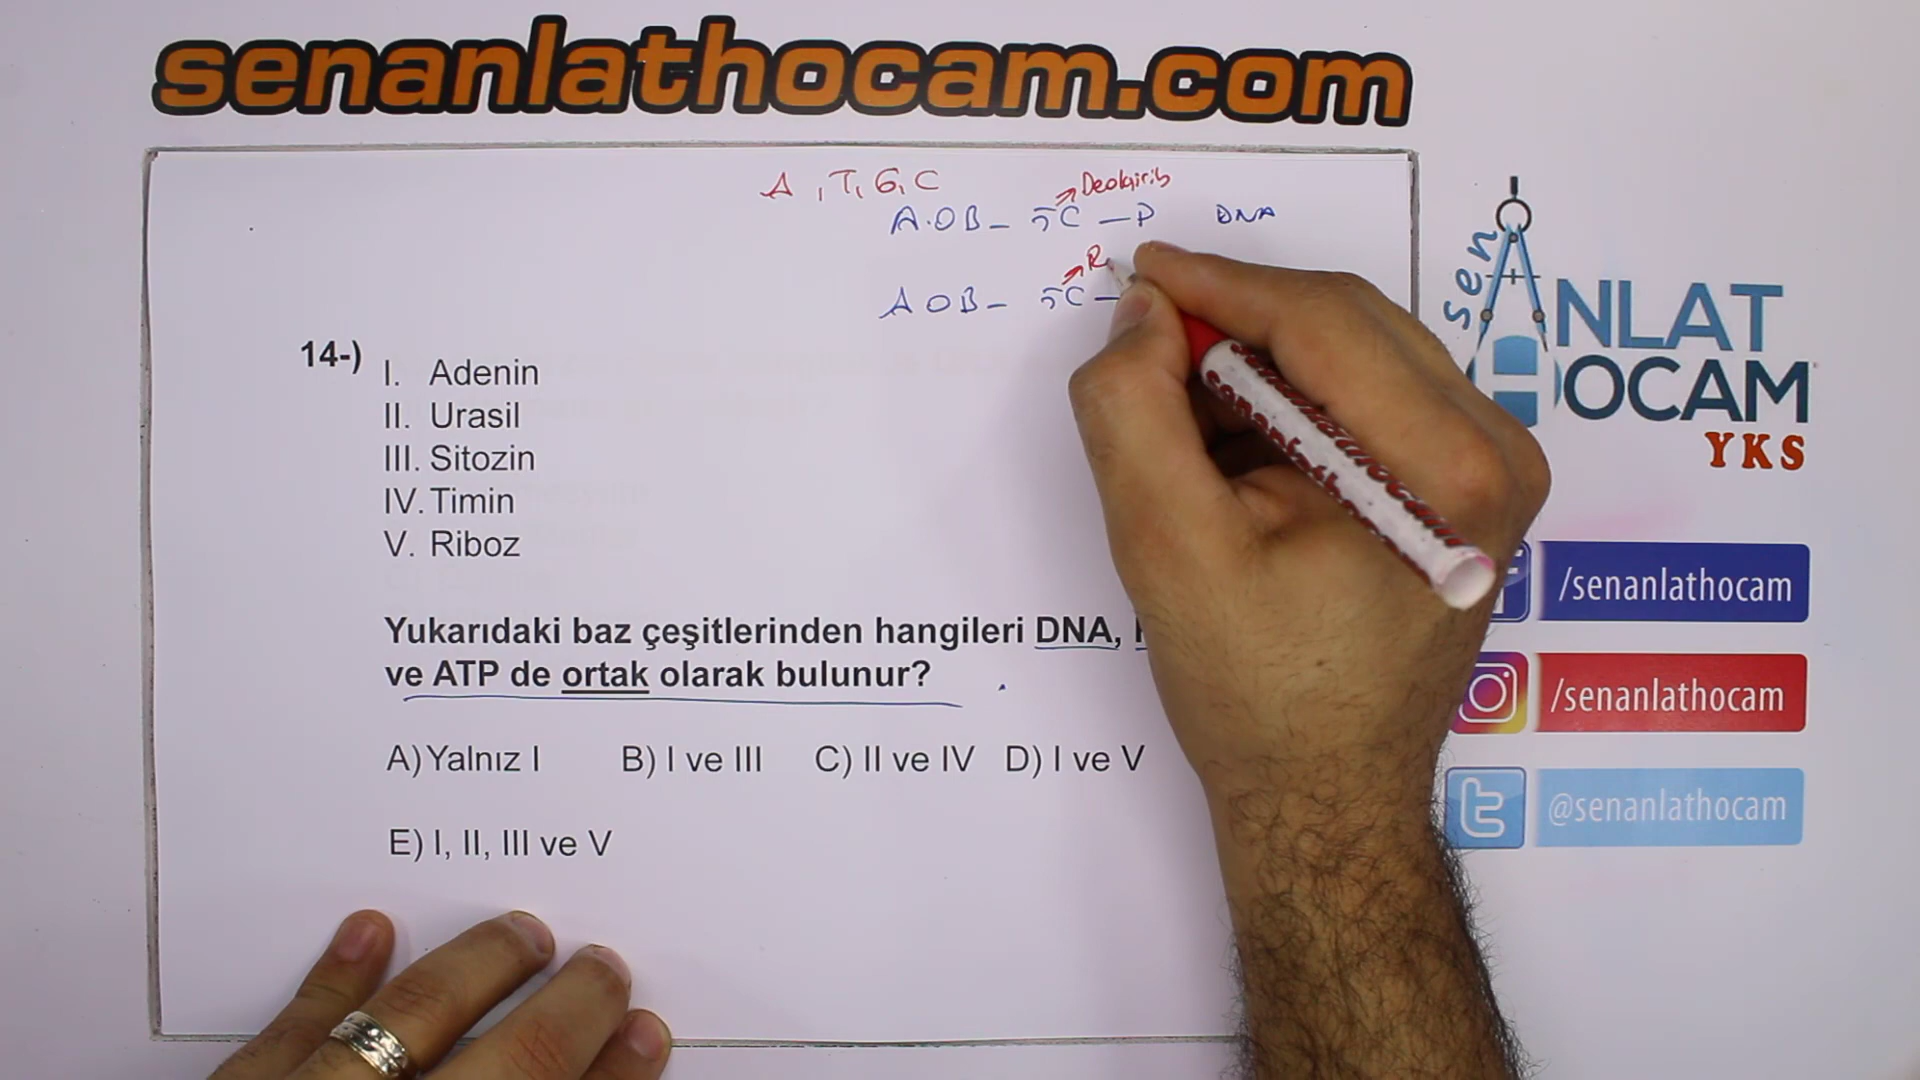 senanlathocam.com
A, T, G, C
Deoksirib
A.O.B - 5C - P DNA
A O B - 5C -
14-)
I. Adenin
II. Urasil
III. Sitozin
IV. Timin
V. Riboz
Yukarıdaki baz çeşitlerinden hangileri DNA,
ve ATP de ortak olarak bulunur?
A) Yalnız I B) I ve III C) II ve IV D) I ve V
E) I, II, III ve V
sen
ANLAT
HOCAM
YKS
/senanlathocam
/senanlathocam
@senanlathocam